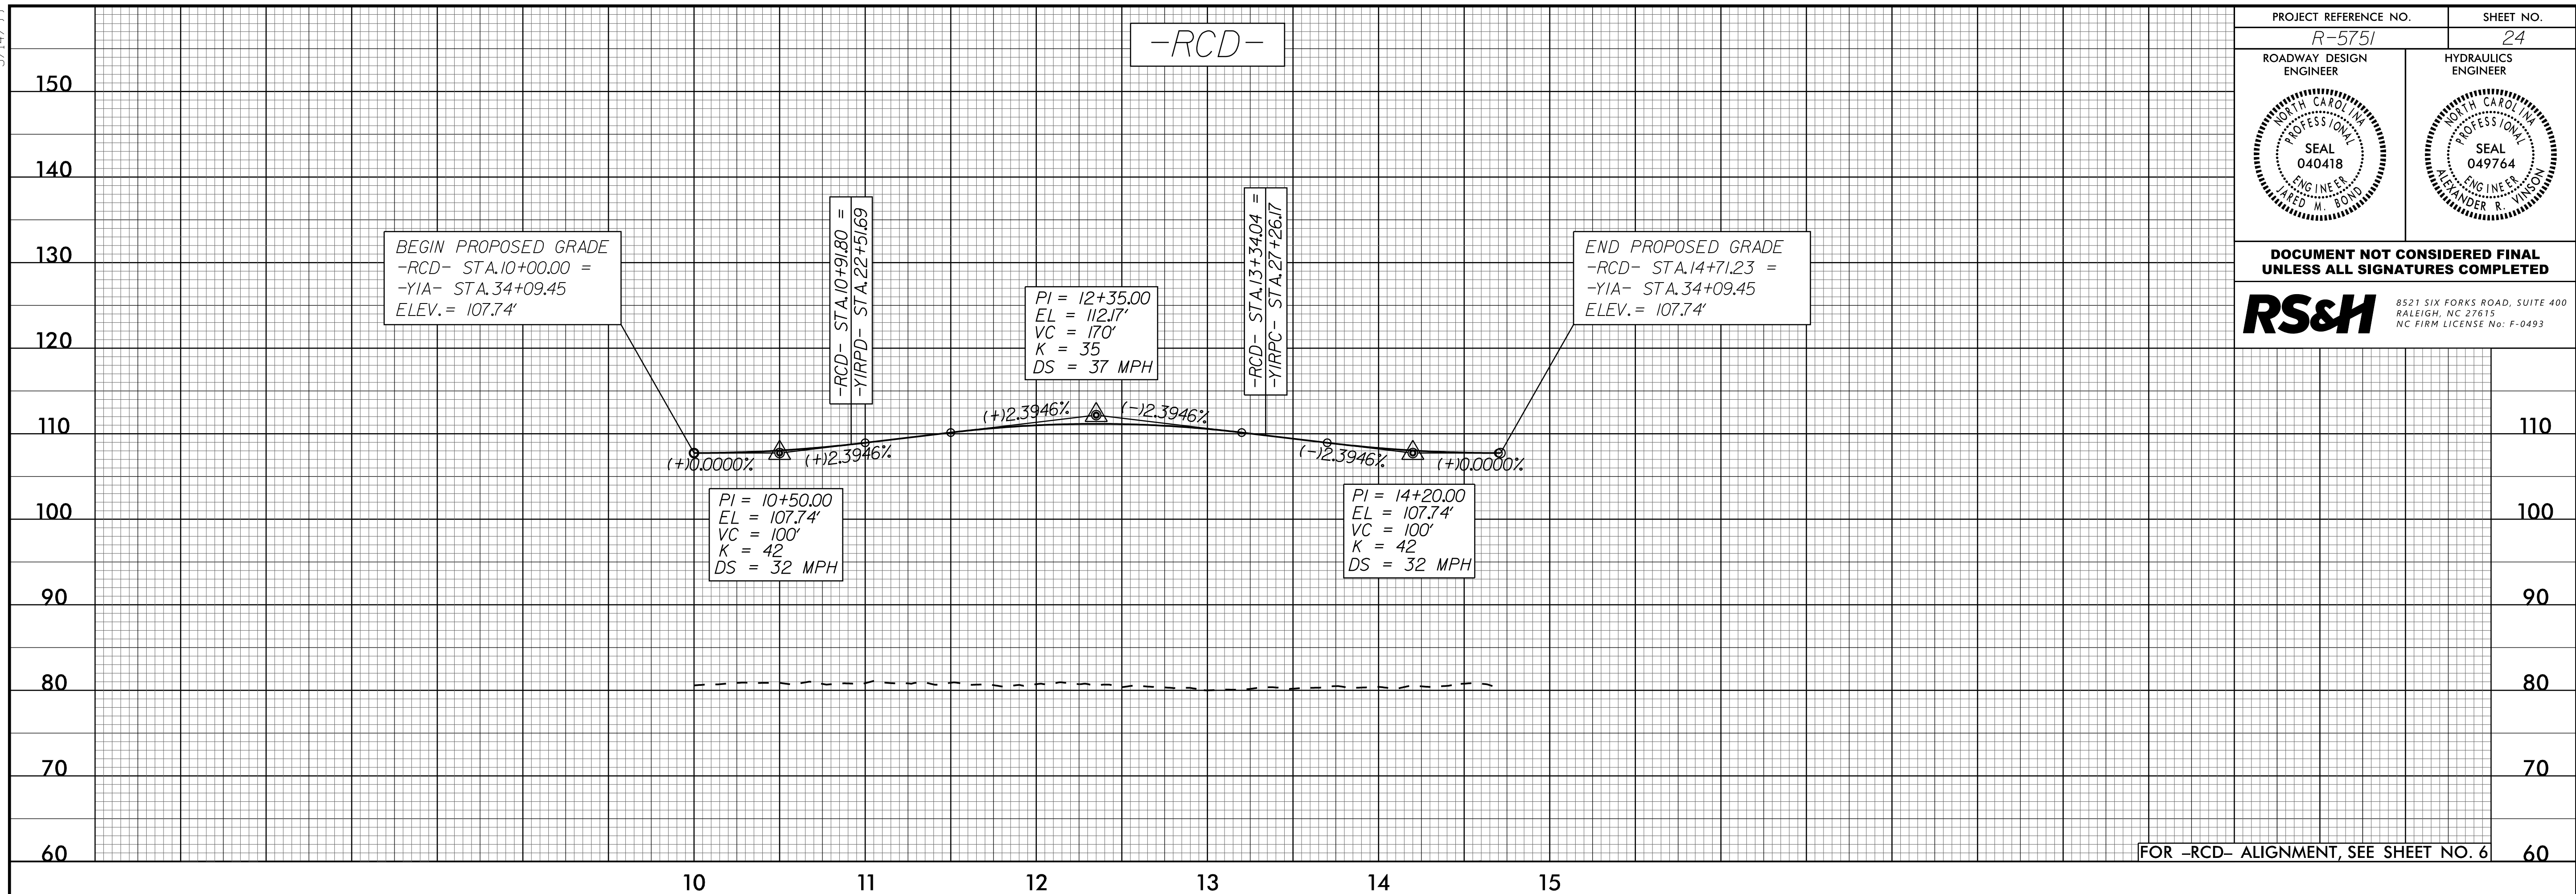 -RCD-
PROJECT REFERENCE NO.
SHEET NO.
R-5751
24
ROADWAY DESIGN
ENGINEER
HYDRAULICS
ENGINEER
NORTH CAROLINA
PROFESSIONAL
SEAL
040418
ENGINEER
JARED M. BOND
NORTH CAROLINA
PROFESSIONAL
SEAL
049764
ENGINEER
ALEXANDER R. VINSON
DOCUMENT NOT CONSIDERED FINAL
UNLESS ALL SIGNATURES COMPLETED
RS&H
8521 SIX FORKS ROAD, SUITE 400
RALEIGH, NC 27615
NC FIRM LICENSE No: F-0493
150
140
130
120
110
100
90
80
70
60
BEGIN PROPOSED GRADE
-RCD- STA.10+00.00 =
-Y1A- STA.34+09.45
ELEV.= 107.74'
-RCD- STA.10+91.80 =
-Y1RPD- STA.22+51.69
PI = 12+35.00
EL = 112.17'
VC = 170'
K = 35
DS = 37 MPH
-RCD- STA.13+34.04 =
-Y1RPC- STA.27+26.17
END PROPOSED GRADE
-RCD- STA.14+71.23 =
-Y1A- STA.34+09.45
ELEV.= 107.74'
(+)0.0000%
(+)2.3946%
(+)2.3946%
(-)2.3946%
(-)2.3946%
(+)0.0000%
PI = 10+50.00
EL = 107.74'
VC = 100'
K = 42
DS = 32 MPH
PI = 14+20.00
EL = 107.74'
VC = 100'
K = 42
DS = 32 MPH
110
100
90
80
70
60
FOR -RCD- ALIGNMENT, SEE SHEET NO. 6
10
11
12
13
14
15